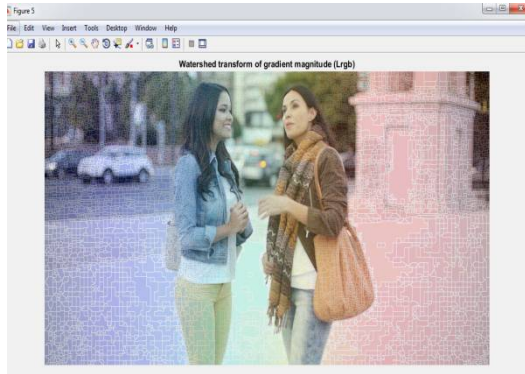 Figure 5
File Edit View Insert Tools Desktop Window Help
Watershed transform of gradient magnitude (Lrgb)